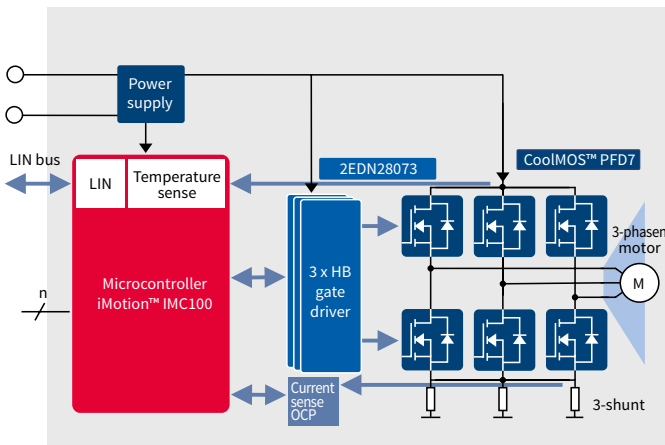 Power
supply
LIN bus
2EDN28073
CoolMOS™ PFD7
LIN
Temperature
sense
3-phasen
motor
M
3 x HB
gate
driver
Microcontroller
iMotion™ IMC100
n
Current
sense
OCP
3-shunt